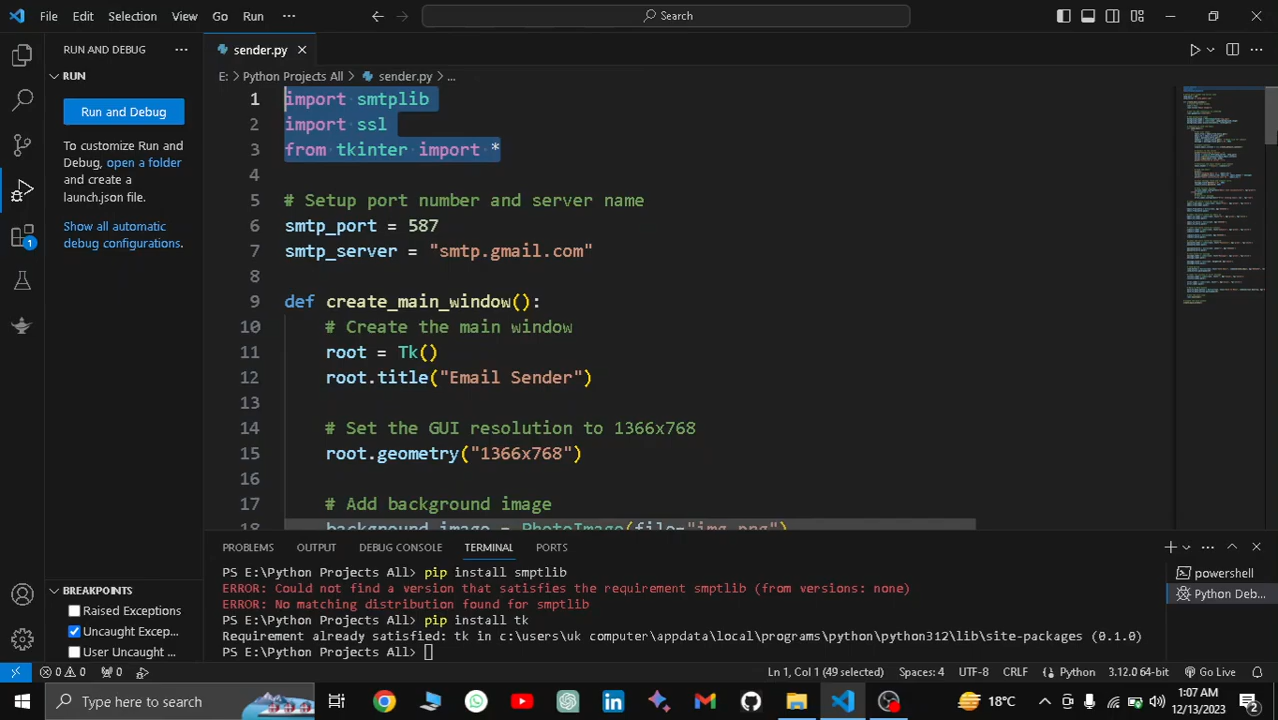 File Edit Selection View Go Run ··· Search
RUN AND DEBUG ···
RUN
Run and Debug
To customize Run and
Debug, open a folder
and create a
launch.json file.
Show all automatic
debug configurations.
BREAKPOINTS
Raised Exceptions
Uncaught Excep...
User Uncaught ...
1
sender.py
E: > Python Projects All > sender.py > ...
1 import smtplib
2 import ssl
3 from tkinter import *
4
5 # Setup port number and server name
6 smtp_port = 587
7 smtp_server = "smtp.gmail.com"
8
9 def create_main_window():
10 # Create the main window
11 root = Tk()
12 root.title("Email Sender")
13
14 # Set the GUI resolution to 1366x768
15 root.geometry("1366x768")
16
17 # Add background image
18 background_image = PhotoImage(file="img.png")
PROBLEMS OUTPUT DEBUG CONSOLE TERMINAL PORTS
PS E:\Python Projects All> pip install smptlib
ERROR: Could not find a version that satisfies the requirement smptlib (from versions: none)
ERROR: No matching distribution found for smptlib
PS E:\Python Projects All> pip install tk
Requirement already satisfied: tk in c:\users\uk computer\appdata\local\programs\python\python312\lib\site-packages (0.1.0)
PS E:\Python Projects All>
powershell
Python Deb...
0 0 0 Ln 1, Col 1 (49 selected) Spaces: 4 UTF-8 CRLF Python 3.12.0 64-bit Go Live
Type here to search 18°C 1:07 AM
12/13/2023
2